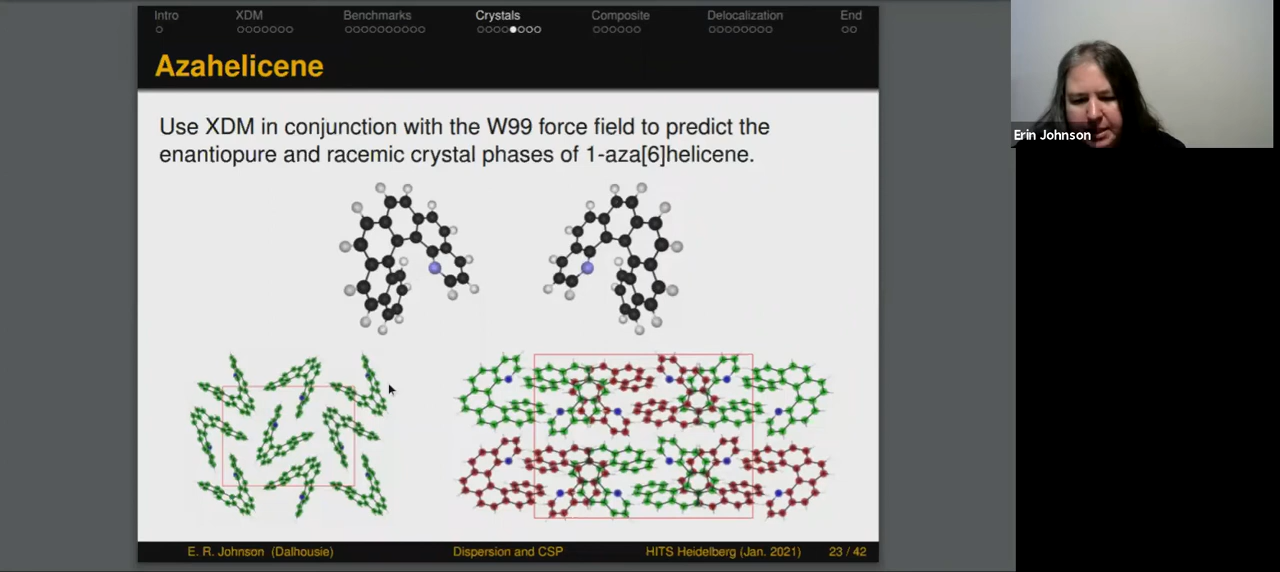 Intro XDM Benchmarks Crystals Composite Delocalization End
Azahelicene
Use XDM in conjunction with the W99 force field to predict the
enantiopure and racemic crystal phases of 1-aza[6]helicene.
Erin Johnson
E. R. Johnson (Dalhousie) Dispersion and CSP HITS Heidelberg (Jan. 2021) 23 / 42